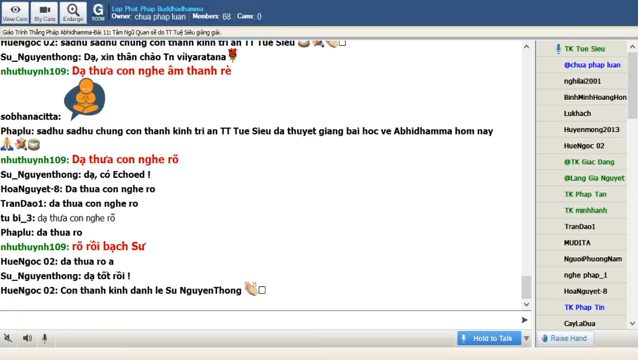 View Cam
My Cam
Enlarge
G
ROOM
Lop Phat Phap Buddhadhamma
Owner: chua phap luan
Members: 68
Cams: 0
Giáo Trình Thắng Pháp Abhidhamma-Bài 11: Tâm Ngũ Quan sẽ do TT Tuệ Siêu giảng giải.
HueNgoc 02: sadhu sadhu chung con thanh kinh tri an TT Tue Sieu
Su_Nguyenthong: Dạ, xin thân chào Tn vilyaratana
nhuthuynh109: Dạ thưa con nghe âm thanh rè
sobhanacitta:
Phaplu: sadhu sadhu chung con thanh kinh tri an TT Tuệ Sieu da thuyet giang bai hoc ve Abhidhamma hom nay
nhuthuynh109: Dạ thưa con nghe rõ
Su_Nguyenthong: dạ, có Echoed !
HoaNguyet-8: Da thua con nghe ro
TranDao1: da thua con nghe ro
tu bi_3: dạ thưa con nghe rõ
Phaplu: da thua ro
nhuthuynh109: rõ rồi bạch Sư
HueNgoc 02: da thua ro a
Su_Nguyenthong: dạ tốt rồi !
HueNgoc 02: Con thanh kinh danh le Su NguyenThong
TK Tue Sieu
@chua phap luan
nghilai2001
BinhMinhHoangHon
Lukhach
Huyenmong2013
HueNgoc 02
@TK Giac Dang
@Lang Gia Nguyet
TK Phap Tan
TK minhhanh
TranDao1
MUDITA
NguoiPhuongNam
nghe phap_1
HoaNguyet-8
TK Phap Tin
CayLaDua
Hold to Talk
Raise Hand